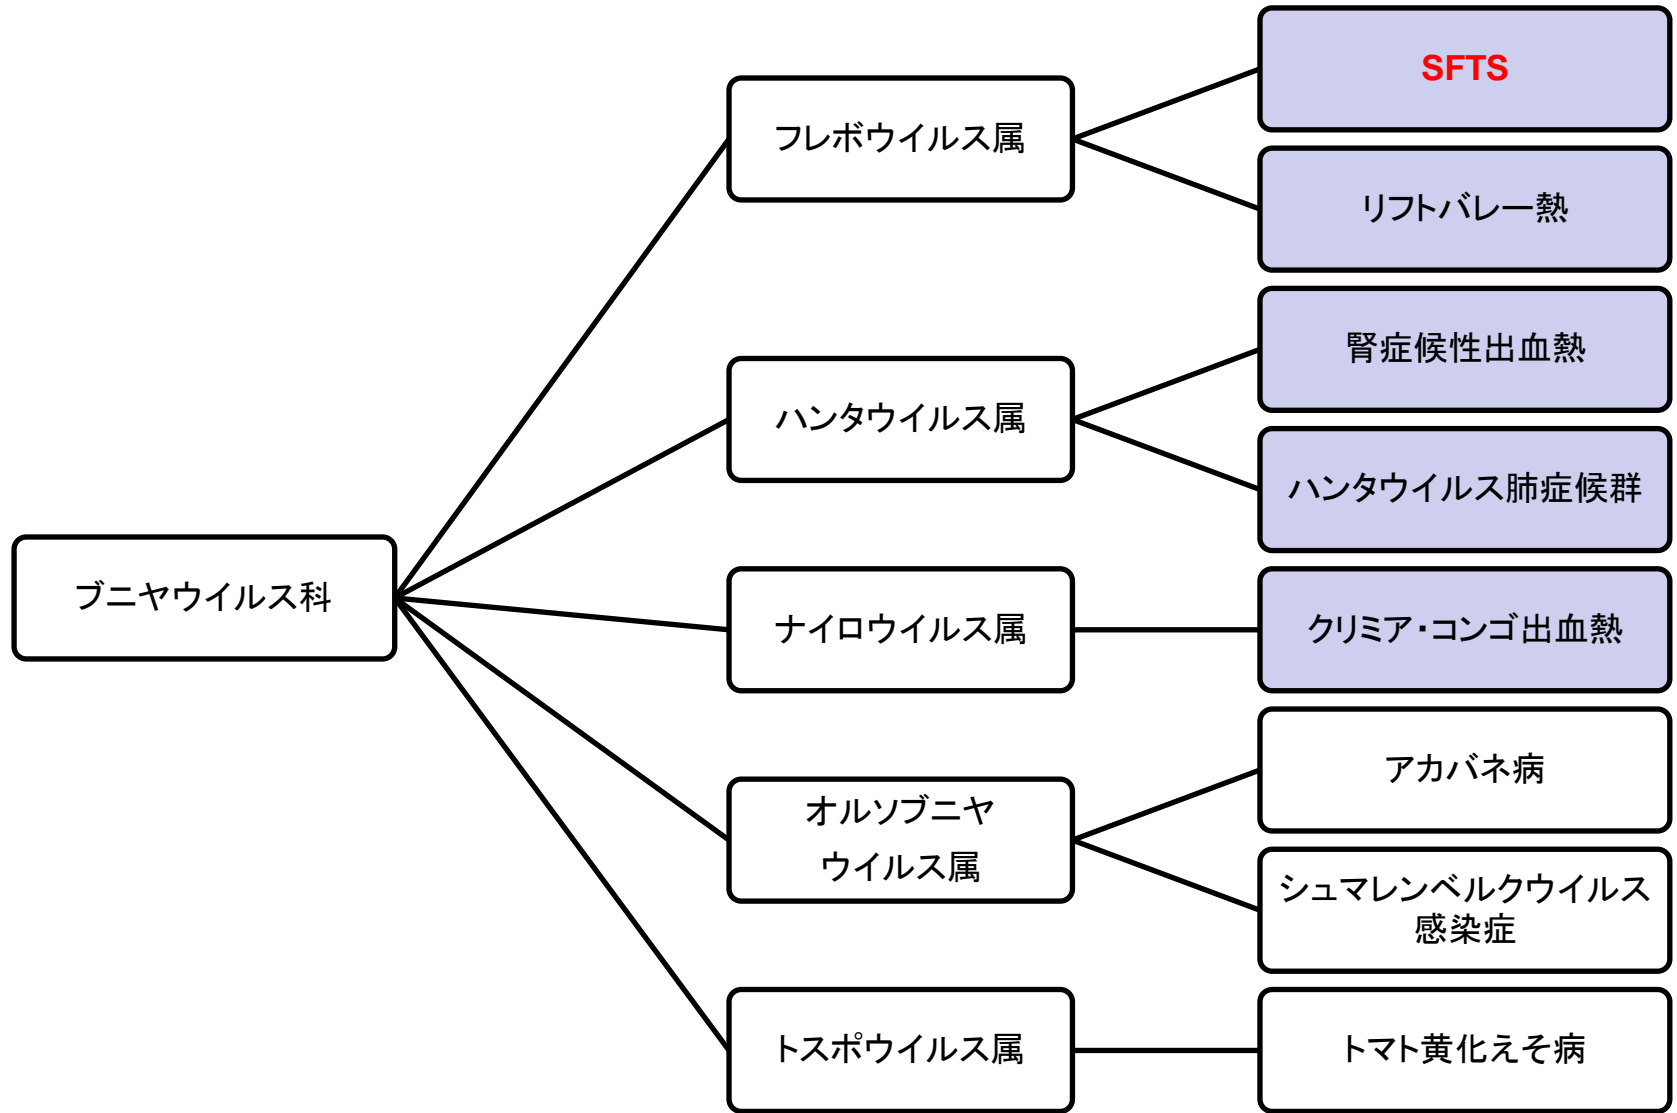 ブニヤウイルス科
フレボウイルス属
SFTS
リフトバレー熱
ハンタウイルス属
腎症候性出血熱
ハンタウイルス肺症候群
ナイロウイルス属
クリミア・コンゴ出血熱
オルソブニヤ
ウイルス属
アカバネ病
シュマレンベルクウイルス
感染症
トスポウイルス属
トマト黄化えそ病